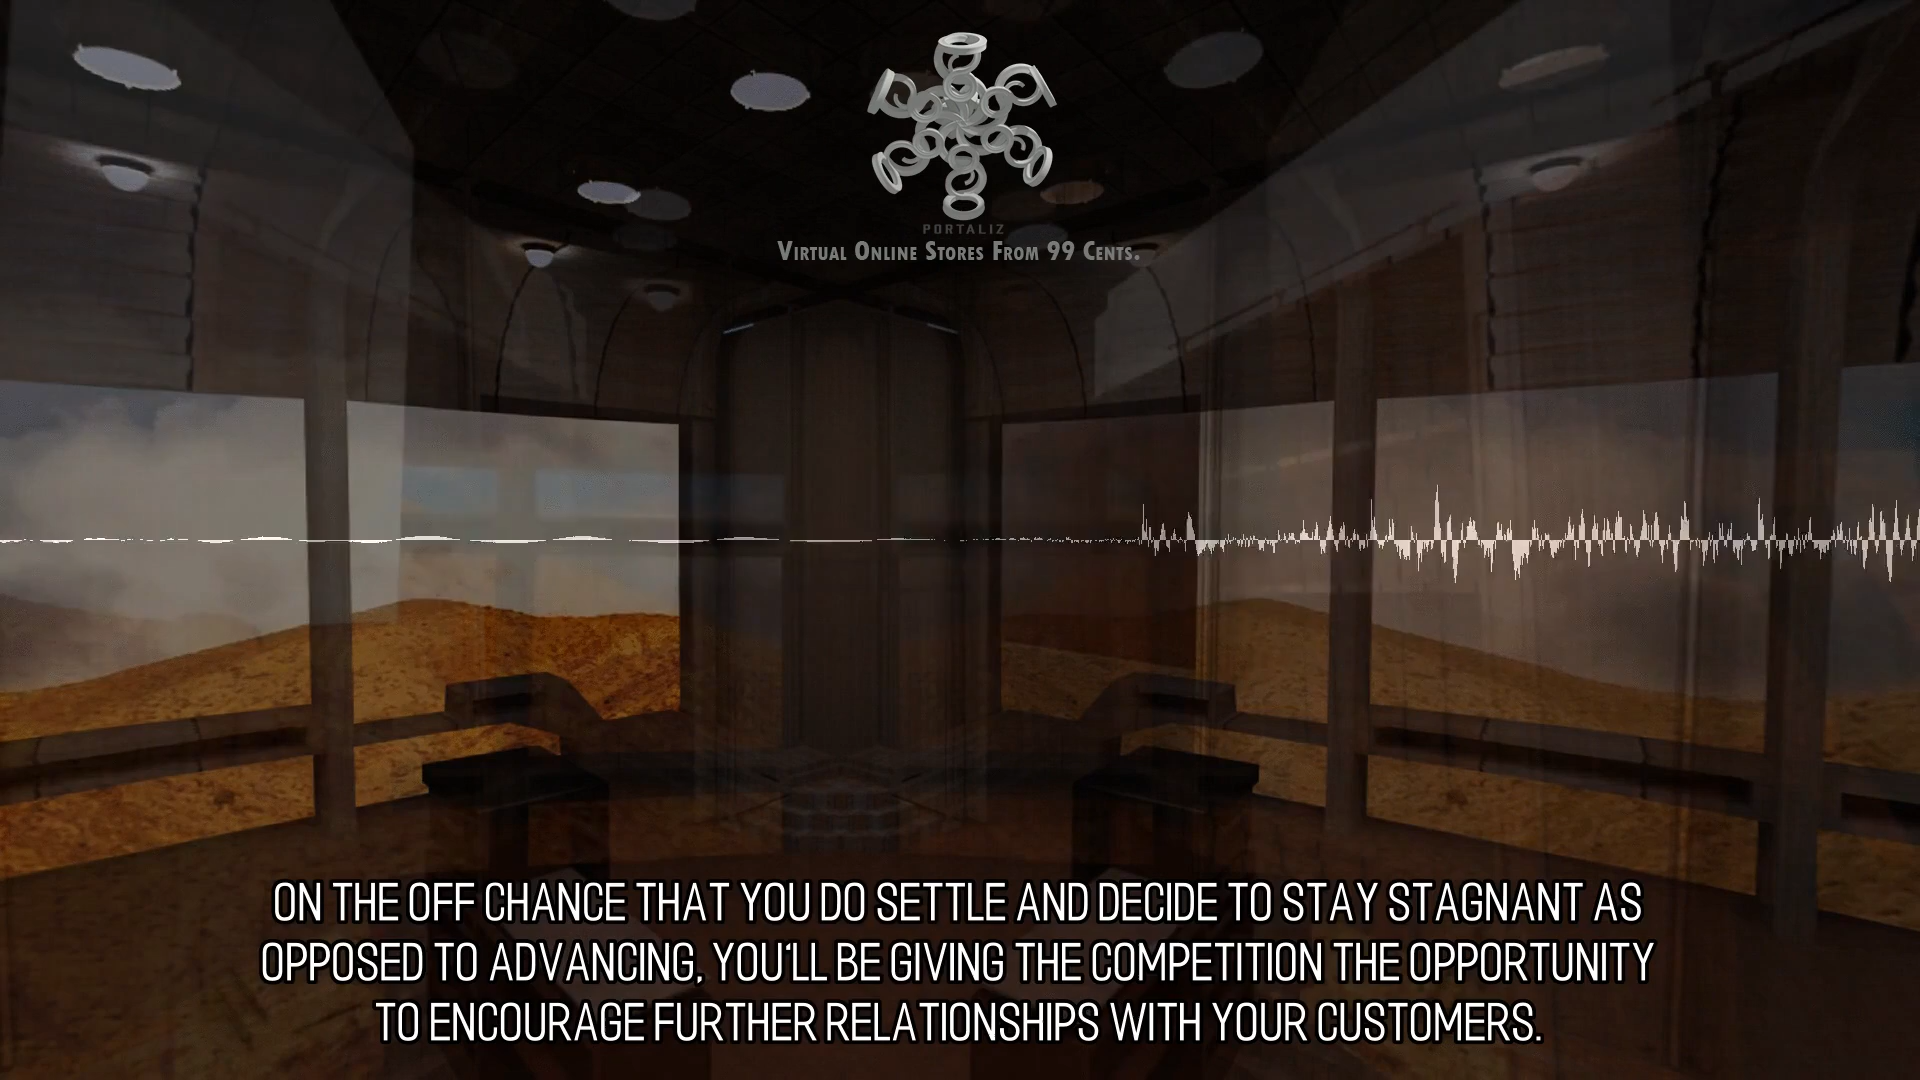 PORTALIZ
Virtual Online Stores From 99 Cents.
ON THE OFF CHANCE THAT YOU DO SETTLE AND DECIDE TO STAY STAGNANT AS
OPPOSED TO ADVANCING, YOU'LL BE GIVING THE COMPETITION THE OPPORTUNITY
TO ENCOURAGE FURTHER RELATIONSHIPS WITH YOUR CUSTOMERS.